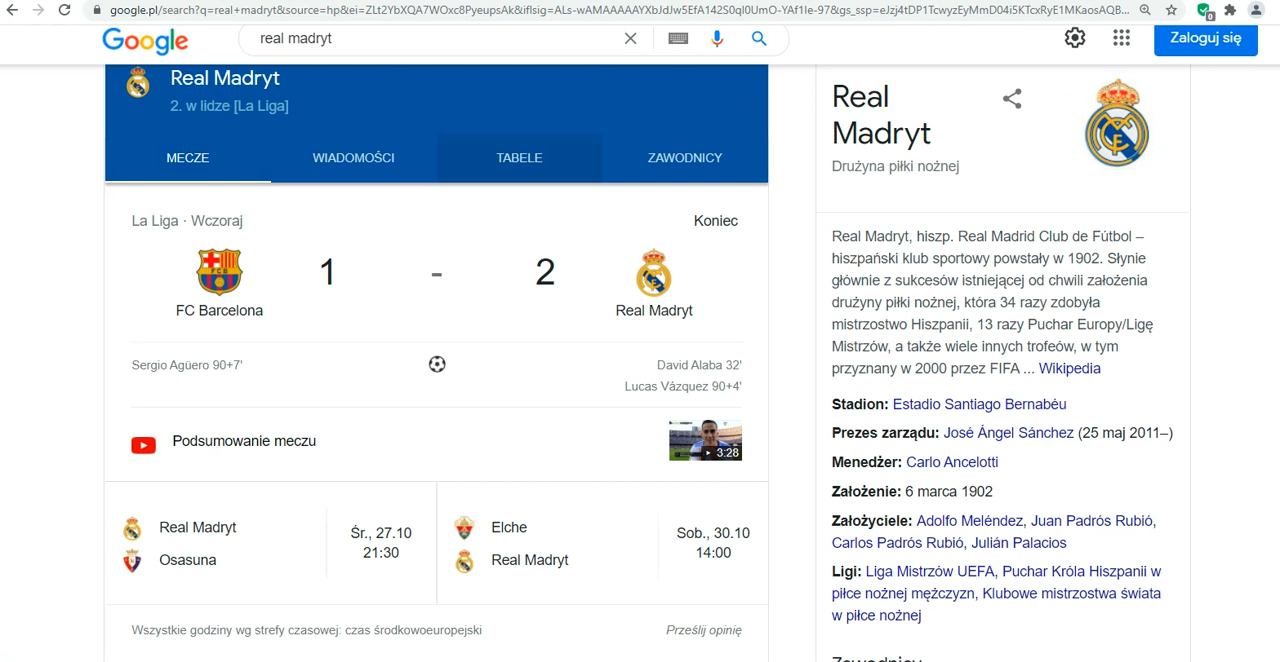 google.pl/search?q=real+madryt&source=hp&ei=ZLt2YbXQA7WOxc8PyeupsAk&iflsig=ALs-wAMAAAAAYXbJdJw5EfA142S0qI0UmO-YAf1Ie-97&gs_ssp=eJzj4tDP1TcwyzEyMmD04i5KTcxRyE1MKaosAQB...
Google
real madryt
Zaloguj się
Real Madryt
2. w lidze [La Liga]
MECZE
WIADOMOŚCI
TABELE
ZAWODNICY
La Liga · Wczoraj
Koniec
1 - 2
FC Barcelona
Real Madryt
Sergio Agüero 90+7'
David Alaba 32'
Lucas Vázquez 90+4'
Podsumowanie meczu
3:28
Real Madryt
Osasuna
Śr., 27.10
21:30
Elche
Real Madryt
Sob., 30.10
14:00
Wszystkie godziny wg strefy czasowej: czas środkowoeuropejski
Prześlij opinię
Real
Madryt
Drużyna piłki nożnej
Real Madryt, hiszp. Real Madrid Club de Fútbol –
hiszpański klub sportowy powstały w 1902. Słynie
głównie z sukcesów istniejącej od chwili założenia
drużyny piłki nożnej, która 34 razy zdobyła
mistrzostwo Hiszpanii, 13 razy Puchar Europy/Ligę
Mistrzów, a także wiele innych trofeów, w tym
przyznany w 2000 przez FIFA ... Wikipedia
Stadion: Estadio Santiago Bernabéu
Prezes zarządu: José Ángel Sánchez (25 maj 2011–)
Menedżer: Carlo Ancelotti
Założenie: 6 marca 1902
Założyciele: Adolfo Meléndez, Juan Padrós Rubió,
Carlos Padrós Rubió, Julián Palacios
Ligi: Liga Mistrzów UEFA, Puchar Króla Hiszpanii w
piłce nożnej mężczyzn, Klubowe mistrzostwa świata
w piłce nożnej
Zawodnicy